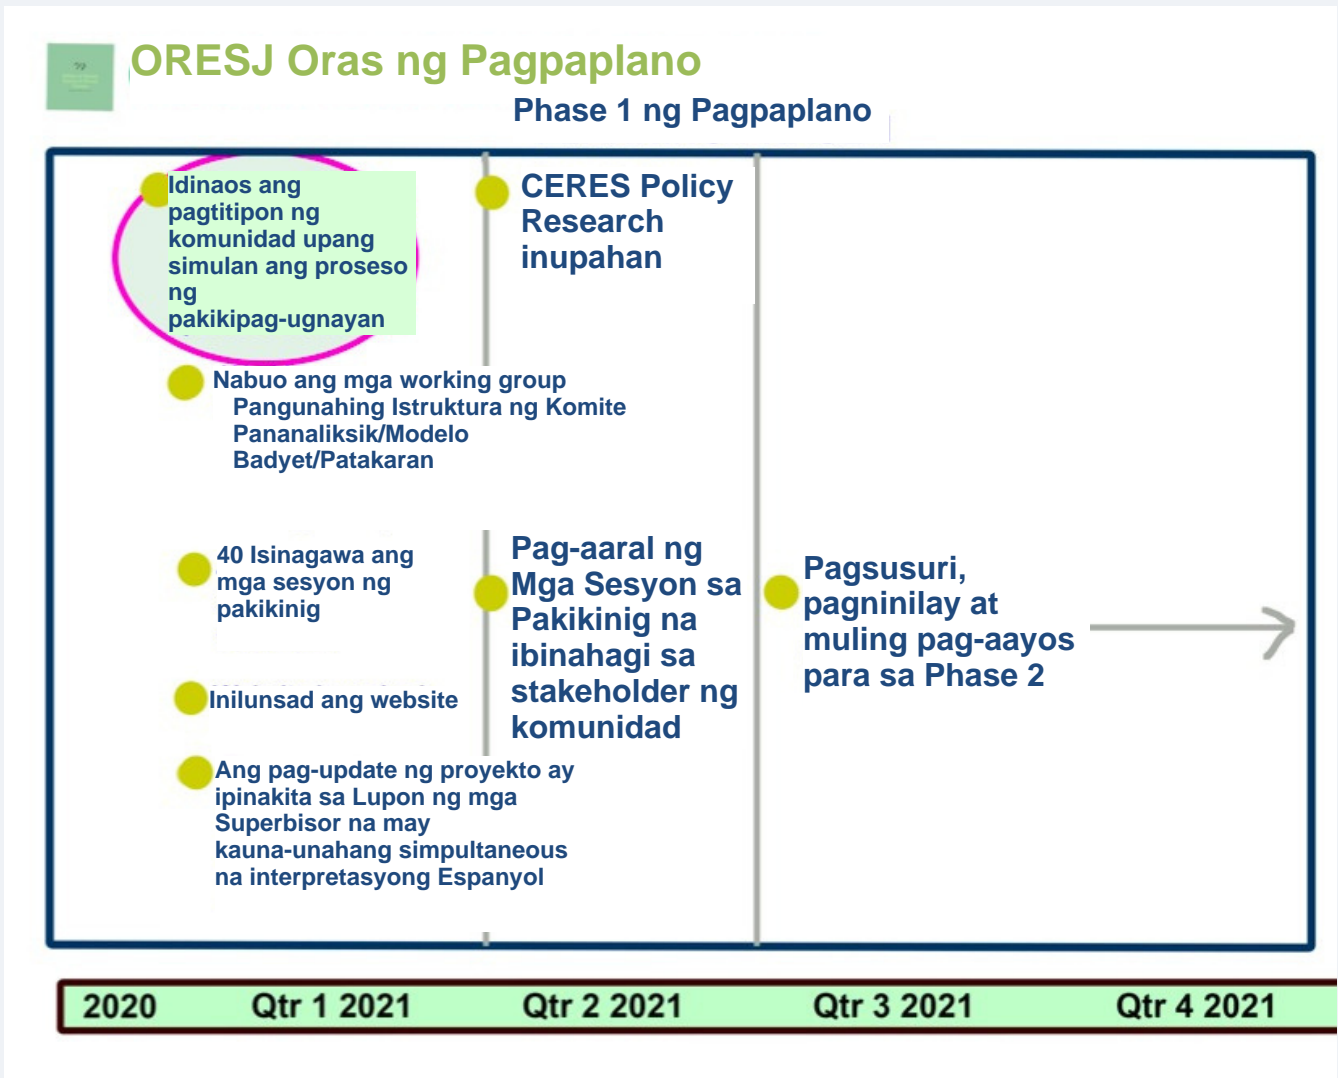 ORESJ Oras ng Pagpaplano
Phase 1 ng Pagpaplano
Idinaos ang
pagtitipon ng
komunidad upang
simulan ang proseso
ng
pakikipag-ugnayan
Nabuo ang mga working group
Pangunahing Istruktura ng Komite
Pananaliksik/Modelo
Badyet/Patakaran
40 Isinagawa ang
mga sesyon ng
pakikinig
Inilunsad ang website
Ang pag-update ng proyekto ay
ipinakita sa Lupon ng mga
Superbisor na may
kauna-unahang simpultaneous
na interpretasyong Espanyol
CERES Policy
Research
inupahan
Pag-aaral ng
Mga Sesyon sa
Pakikinig na
ibinahagi sa
stakeholder ng
komunidad
Pagsusuri,
pagninilay at
muling pag-aayos
para sa Phase 2
2020 Qtr 1 2021 Qtr 2 2021 Qtr 3 2021 Qtr 4 2021